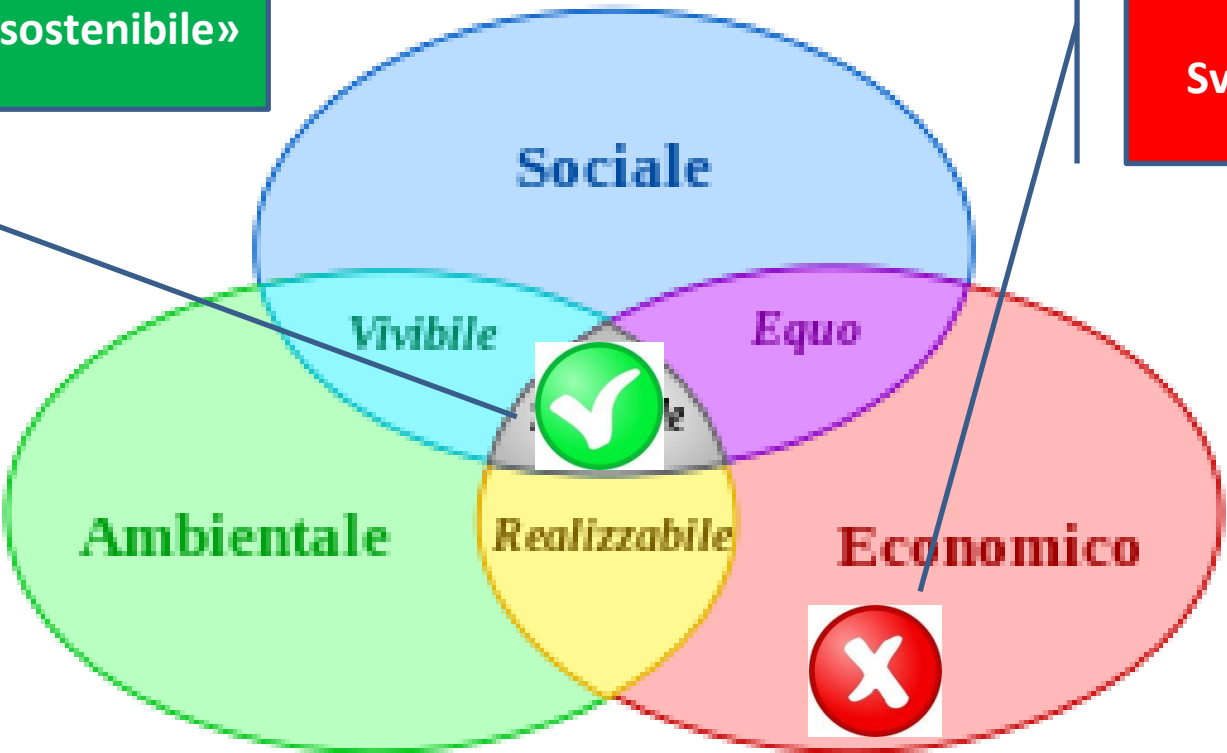 sostenibile»
Sv
Sociale
Vivibile
Equo
Ambientale
Realizzabile
Economico